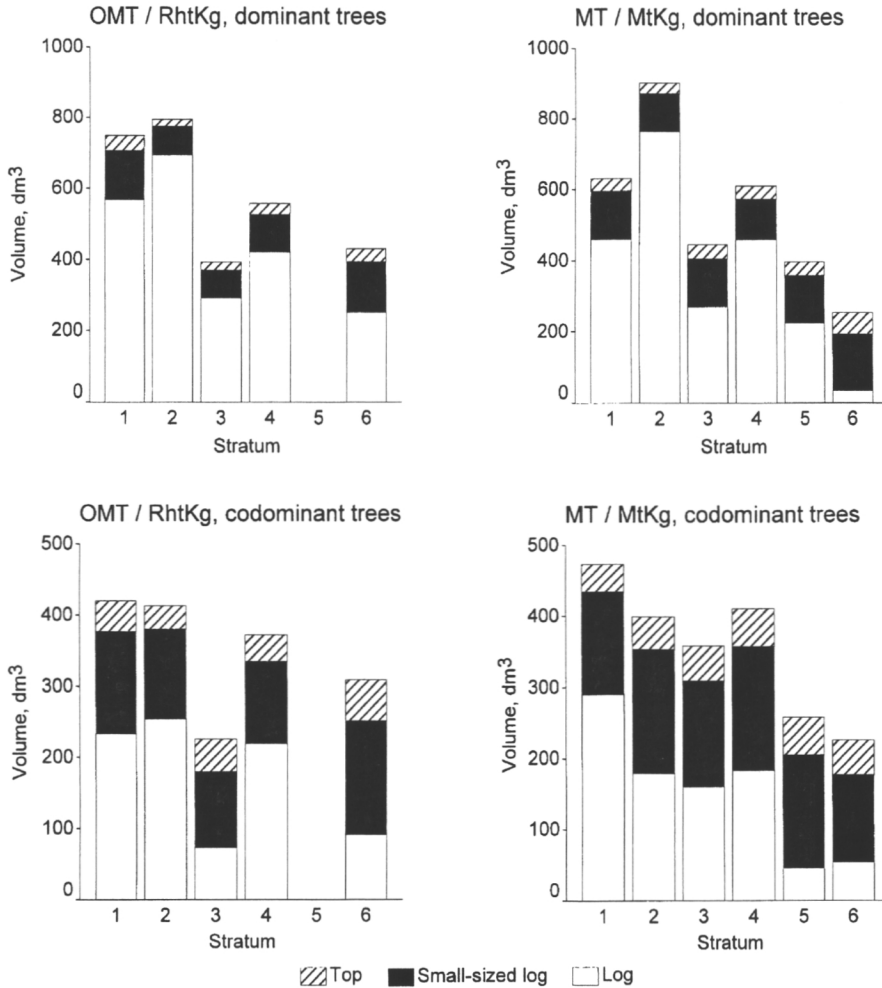 OMT / RhtKg, dominant trees
1000
800
600
400
200
0
Volume, dm³
1 2 3 4 5 6
Stratum
MT / MtKg, dominant trees
1000
800
600
400
200
0
Volume, dm³
1 2 3 4 5 6
Stratum
OMT / RhtKg, codominant trees
500
400
300
200
100
0
Volume, dm³
1 2 3 4 5 6
Stratum
MT / MtKg, codominant trees
500
400
300
200
100
0
Volume, dm³
1 2 3 4 5 6
Stratum
Top Small-sized log Log